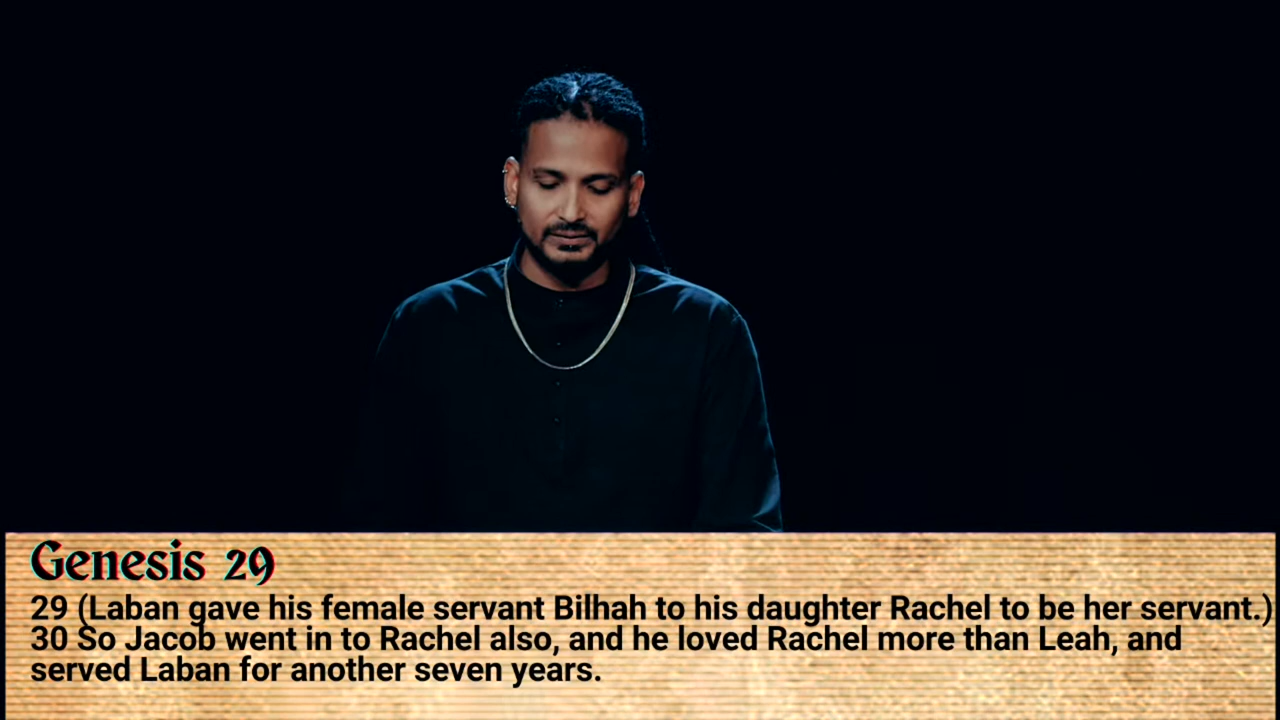 Genesis 29
29 (Laban gave his female servant Bilhah to his daughter Rachel to be her servant.)
30 So Jacob went in to Rachel also, and he loved Rachel more than Leah, and
served Laban for another seven years.